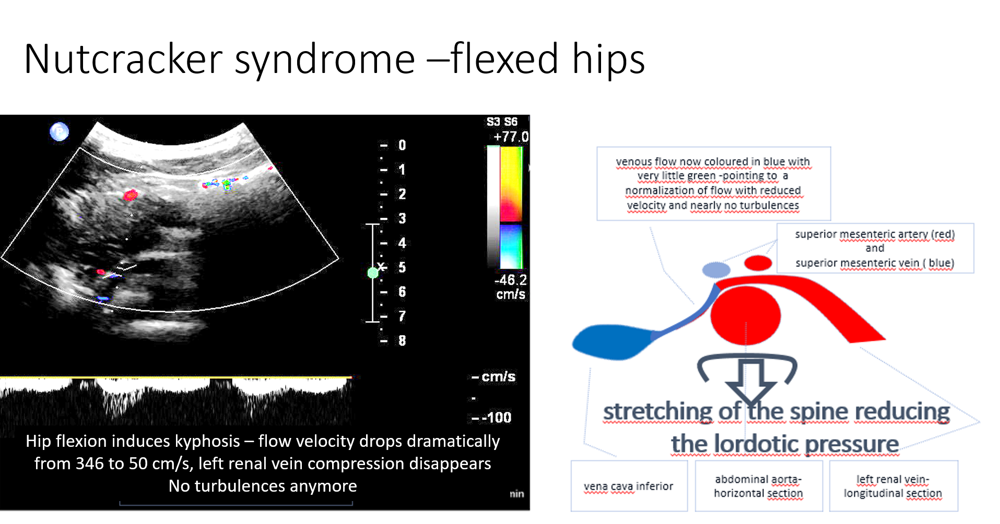 Nutcracker syndrome –flexed hips
P
S3 S6
+77.0
0
1
2
3
4
x
5
6
7
8
-46.2
cm/s
cm/s
-100
Hip flexion induces kyphosis – flow velocity drops dramatically
from 346 to 50 cm/s, left renal vein compression disappears
No turbulences anymore
nin
venous flow now coloured in blue with
very little green -pointing to a
normalization of flow with reduced
velocity and nearly no turbulences
superior mesenteric artery (red)
and
superior mesenteric vein ( blue)
stretching of the spine reducing
the lordotic pressure
vena cava inferior
abdominal aorta-
horizontal section
left renal vein-
longitudinal section